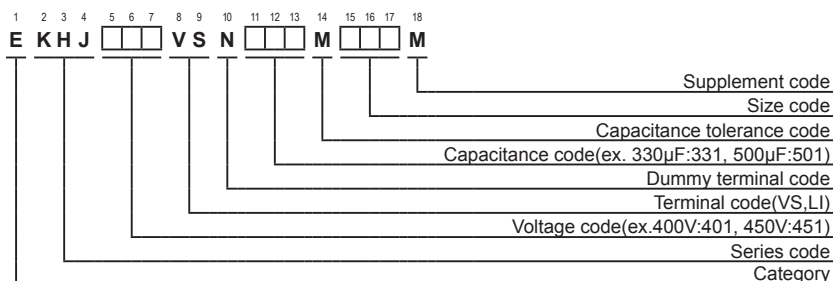 1 2 3 4 5 6 7 8 9 10 11 12 13 14 15 16 17 18
E K H J □□□ V S N □□□ M □□□ M
Supplement code
Size code
Capacitance tolerance code
Capacitance code(ex. 330µF:331, 500µF:501)
Dummy terminal code
Terminal code(VS,LI)
Voltage code(ex.400V:401, 450V:451)
Series code
Category